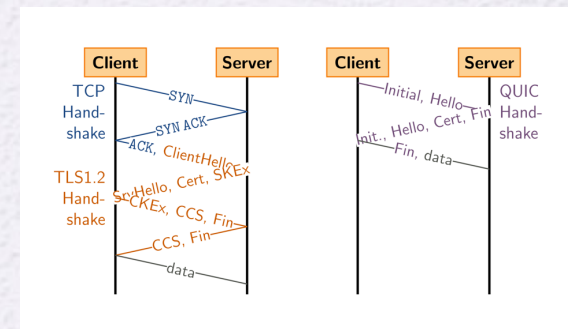 Client
Server
TCP
Hand-
shake
SYN
SYN ACK
ACK, ClientHello
SrvHello, Cert, SKEx
TLS1.2
Hand-
shake
CKEx, CCS, Fin
CCS, Fin
data
Client
Server
Initial, Hello
QUIC
Hand-
shake
Init., Hello, Cert, Fin
Fin, data